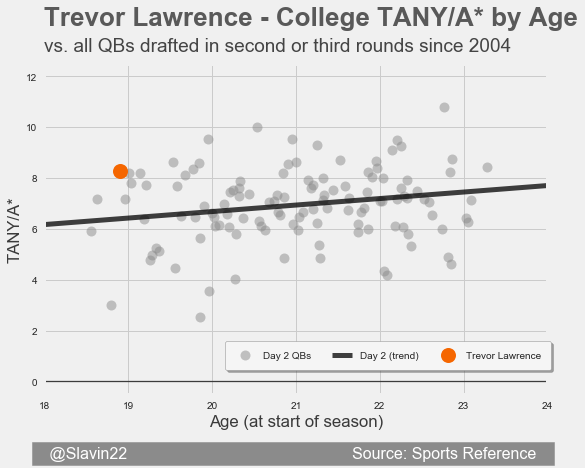 Trevor Lawrence - College TANY/A* by Age
vs. all QBs drafted in second or third rounds since 2004
12
10
8
6
4
2
0
TANY/A*
Day 2 QBs
Day 2 (trend)
Trevor Lawrence
18 19 20 21 22 23 24
Age (at start of season)
@Slavin22 Source: Sports Reference